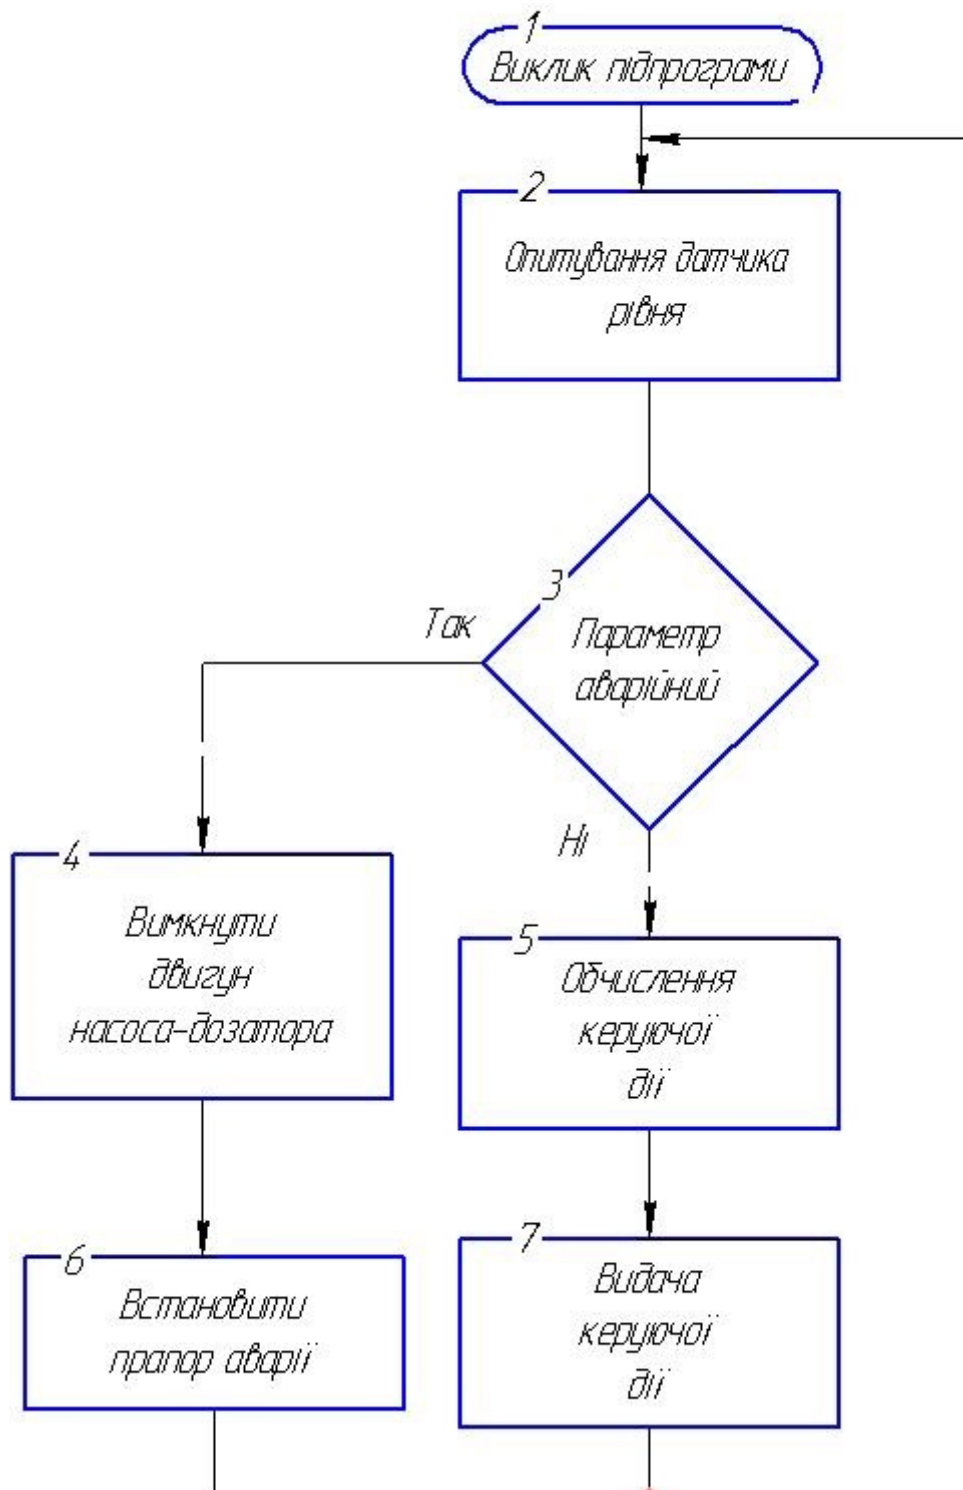 1
Виклик підпрограми
2
Опитування датчика
рівня
3
Так
Параметр
аварійний
Ні
4
Вимкнути
двигун
насоса-дозатора
5
Обчислення
керуючої
дії
6
Встановити
прапор аварії
7
Видача
керуючої
дії